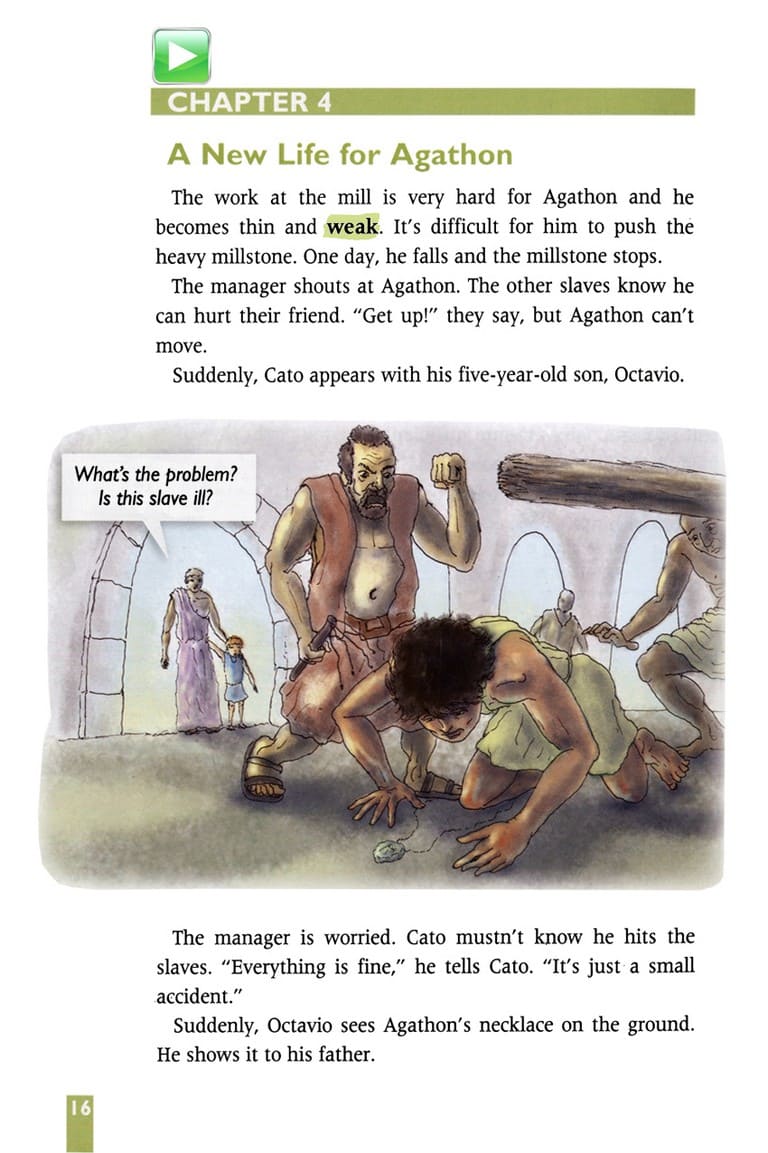 CHAPTER 4
A New Life for Agathon
The work at the mill is very hard for Agathon and he
becomes thin and weak. It's difficult for him to push the
heavy millstone. One day, he falls and the millstone stops.
The manager shouts at Agathon. The other slaves know he
can hurt their friend. “Get up!” they say, but Agathon can't
move.
Suddenly, Cato appears with his five-year-old son, Octavio.
What's the problem?
Is this slave ill?
The manager is worried. Cato mustn't know he hits the
slaves. “Everything is fine,” he tells Cato. “It's just a small
accident.”
Suddenly, Octavio sees Agathon's necklace on the ground.
He shows it to his father.
16